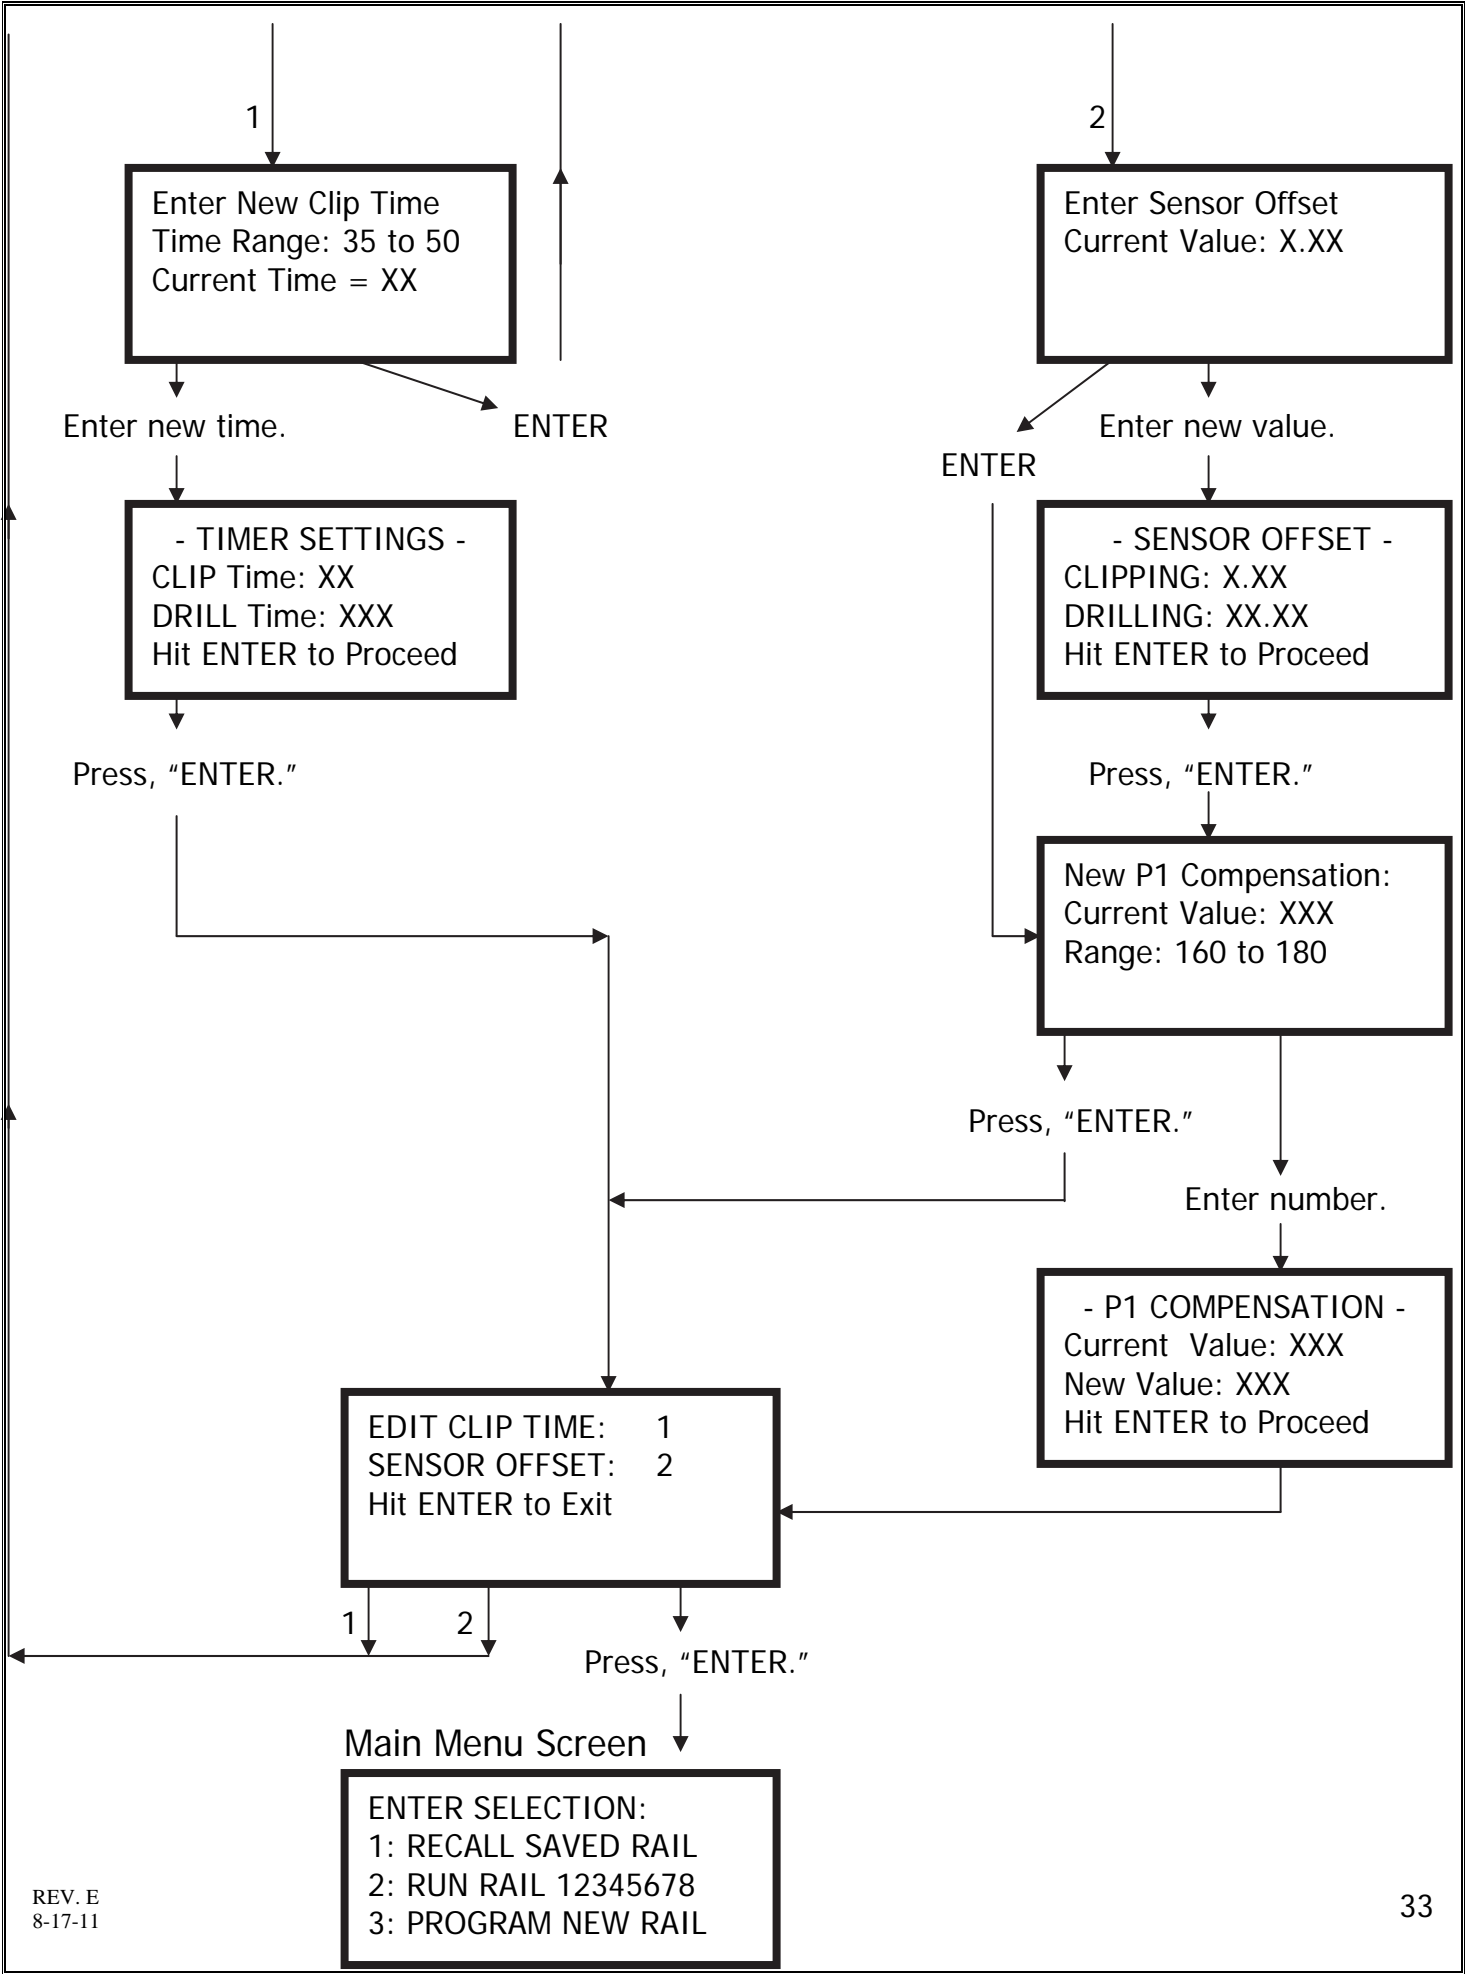 1
2
Enter New Clip Time
Time Range: 35 to 50
Current Time = XX
Enter Sensor Offset
Current Value: X.XX
Enter new time.
ENTER
ENTER
Enter new value.
- TIMER SETTINGS -
CLIP Time: XX
DRILL Time: XXX
Hit ENTER to Proceed
- SENSOR OFFSET -
CLIPPING: X.XX
DRILLING: XX.XX
Hit ENTER to Proceed
Press, “ENTER.”
Press, “ENTER.”
New P1 Compensation:
Current Value: XXX
Range: 160 to 180
Press, “ENTER.”
Enter number.
- P1 COMPENSATION -
Current  Value: XXX
New Value: XXX
Hit ENTER to Proceed
EDIT CLIP TIME: 1
SENSOR OFFSET: 2
Hit ENTER to Exit
1
2
Press, “ENTER.”
Main Menu Screen
ENTER SELECTION:
1: RECALL SAVED RAIL
2: RUN RAIL 12345678
3: PROGRAM NEW RAIL
REV. E
8-17-11
33